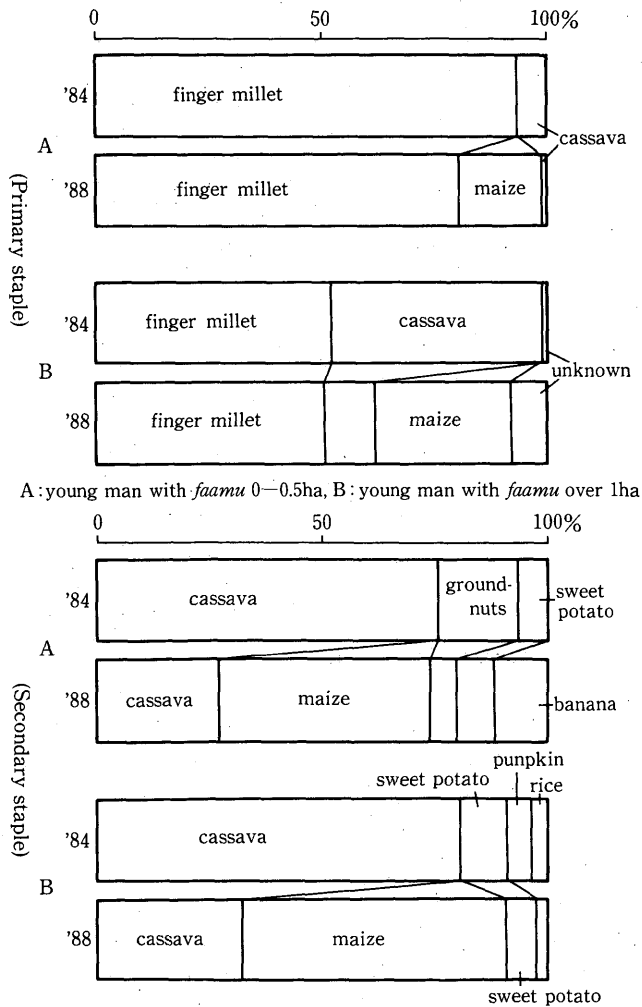 0 50 100%
'84 finger millet
A cassava
'88 finger millet maize
(Primary staple)
'84 finger millet cassava
B unknown
'88 finger millet maize
A:young man with faamu 0—0.5ha, B:young man with faamu over 1ha
0 50 100%
'84 cassava ground-nuts sweet potato
A
'88 cassava maize banana
(Secondary staple)
sweet potato punpkin rice
'84 cassava
B
'88 cassava maize
sweet potato